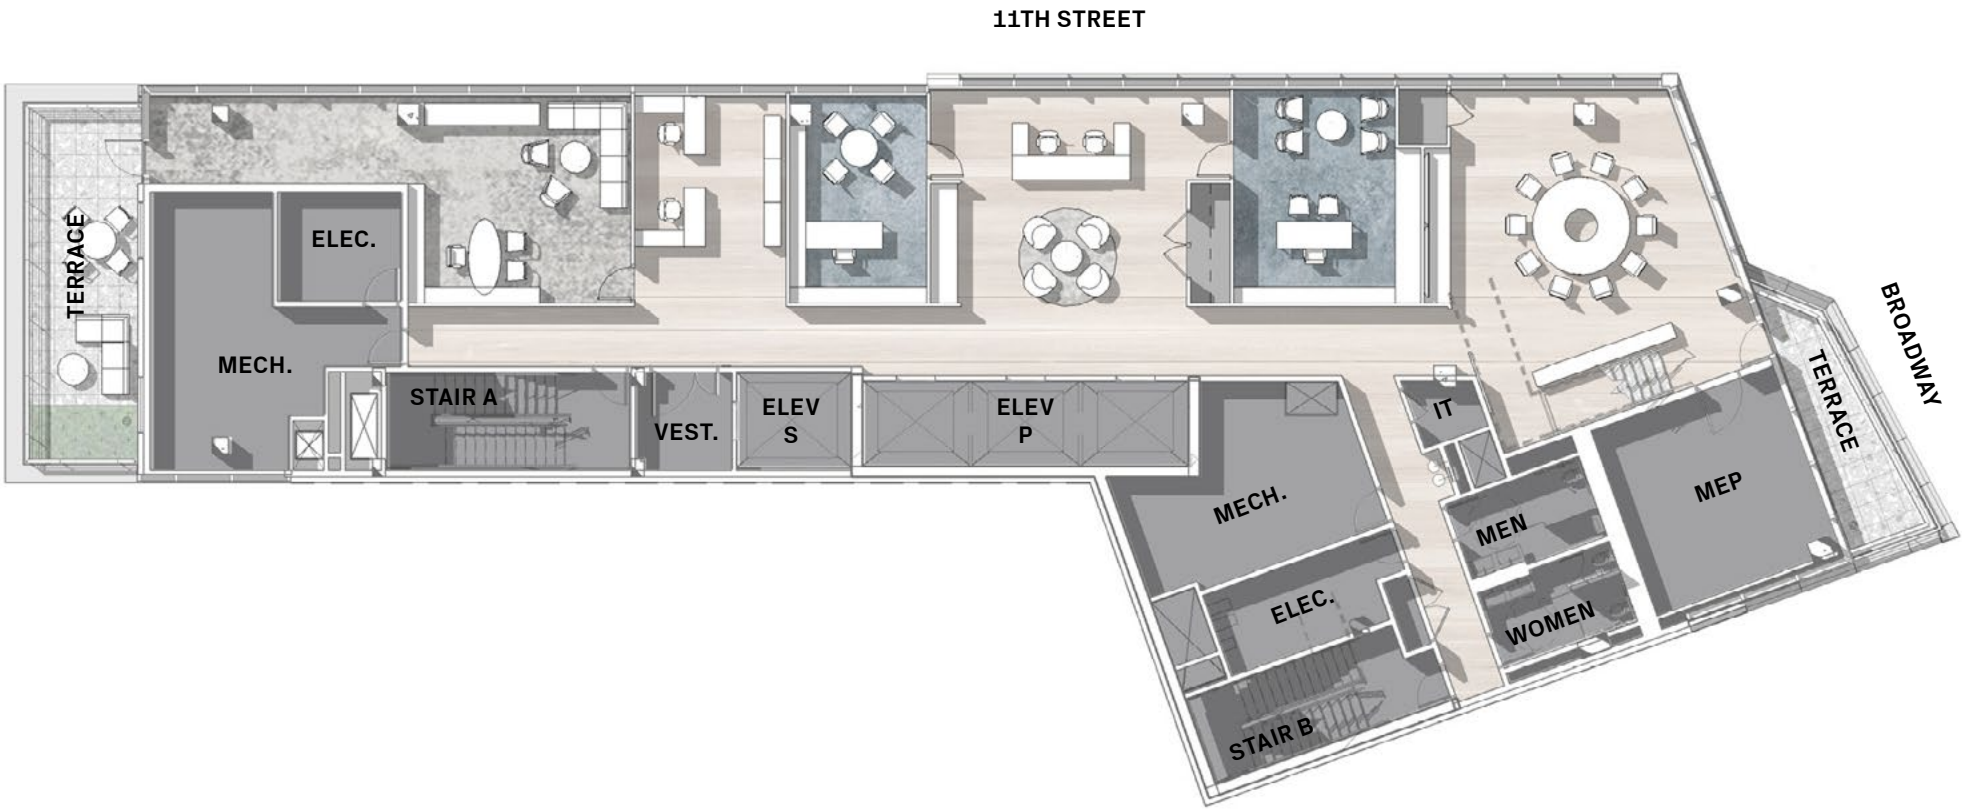 11TH STREET
TERRACE
ELEC.
MECH.
STAIR A
VEST.
ELEV
S
ELEV
P
IT
BROADWAY
TERRACE
MECH.
MEN
MEP
ELEC.
WOMEN
STAIR B